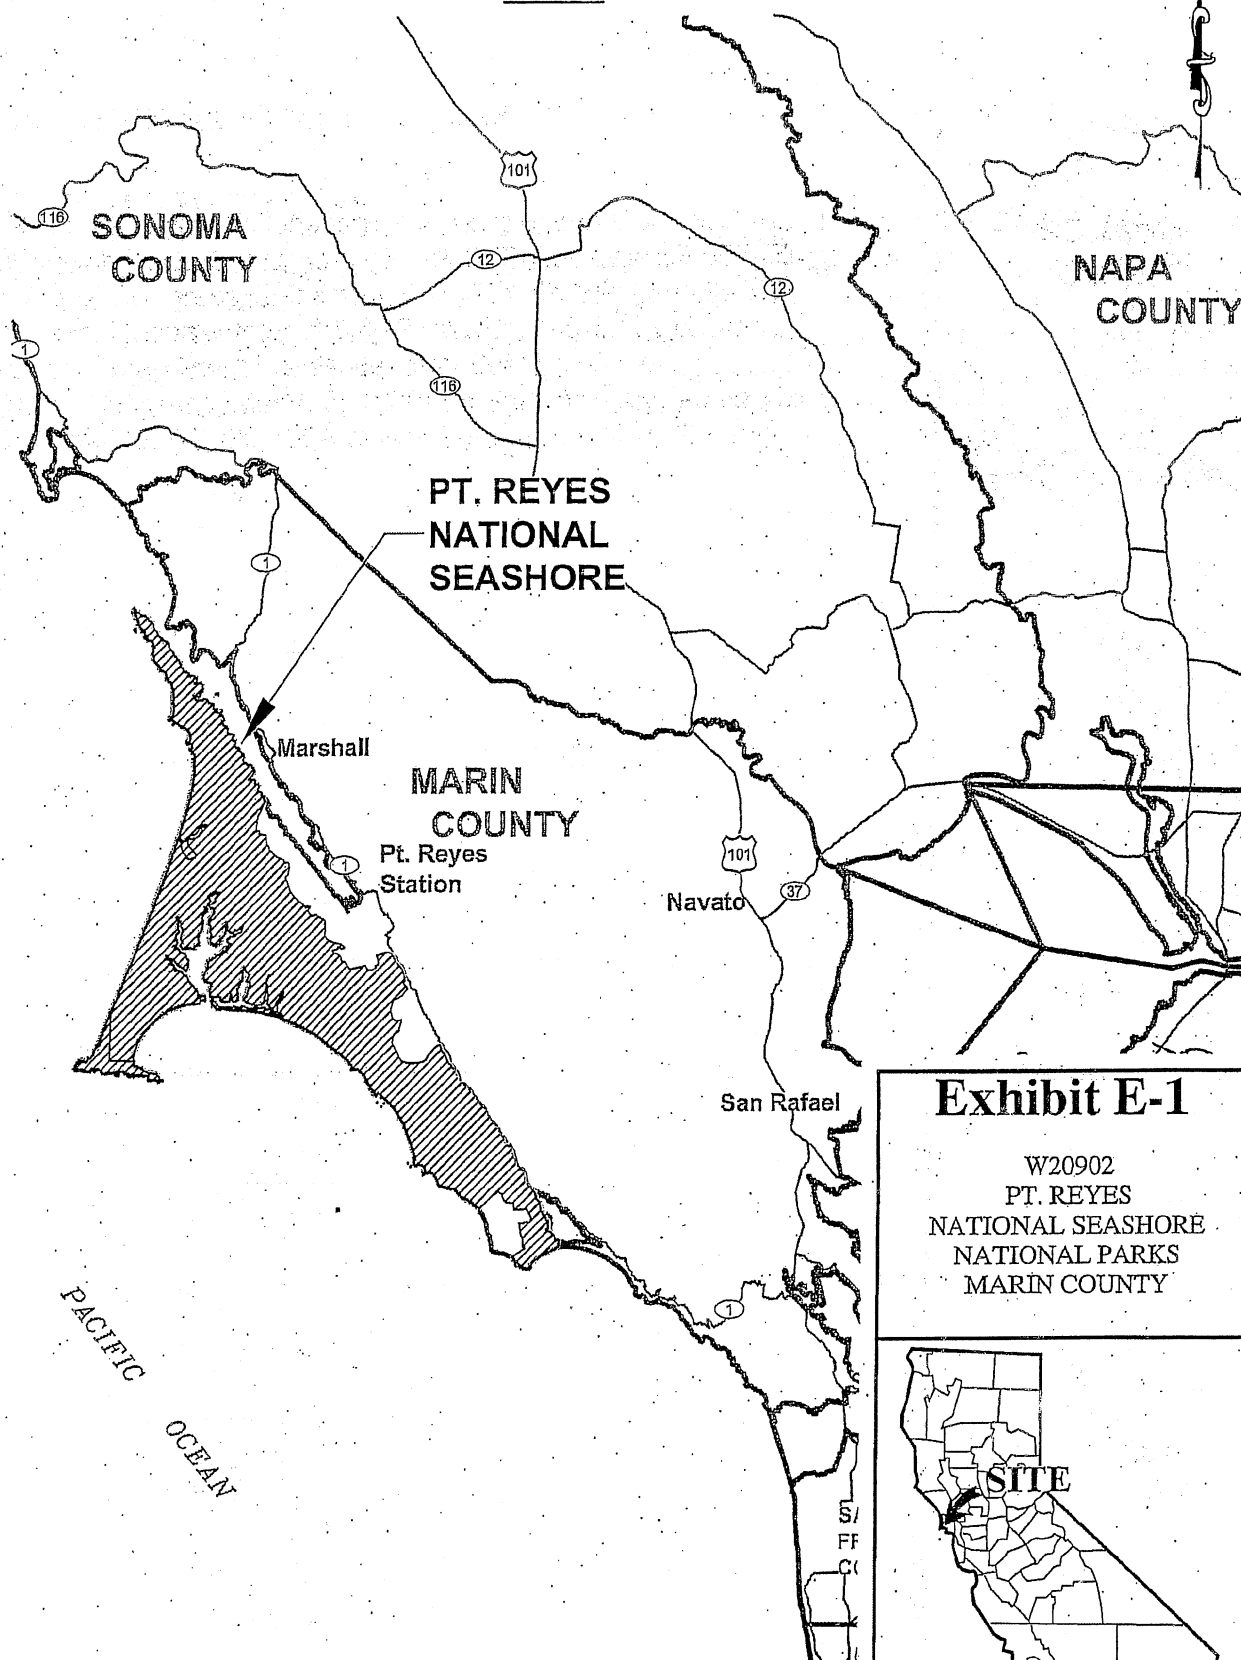 101
116
SONOMA
COUNTY
12
12
NAPA
COUNTY
1
116
PT. REYES
NATIONAL
SEASHORE
1
Marshall
MARIN
COUNTY
1
Pt. Reyes
Station
101
37
Navato
San Rafael
1
PACIFIC
OCEAN
Exhibit E-1
W20902
PT. REYES
NATIONAL SEASHORE
NATIONAL PARKS
MARIN COUNTY
SITE